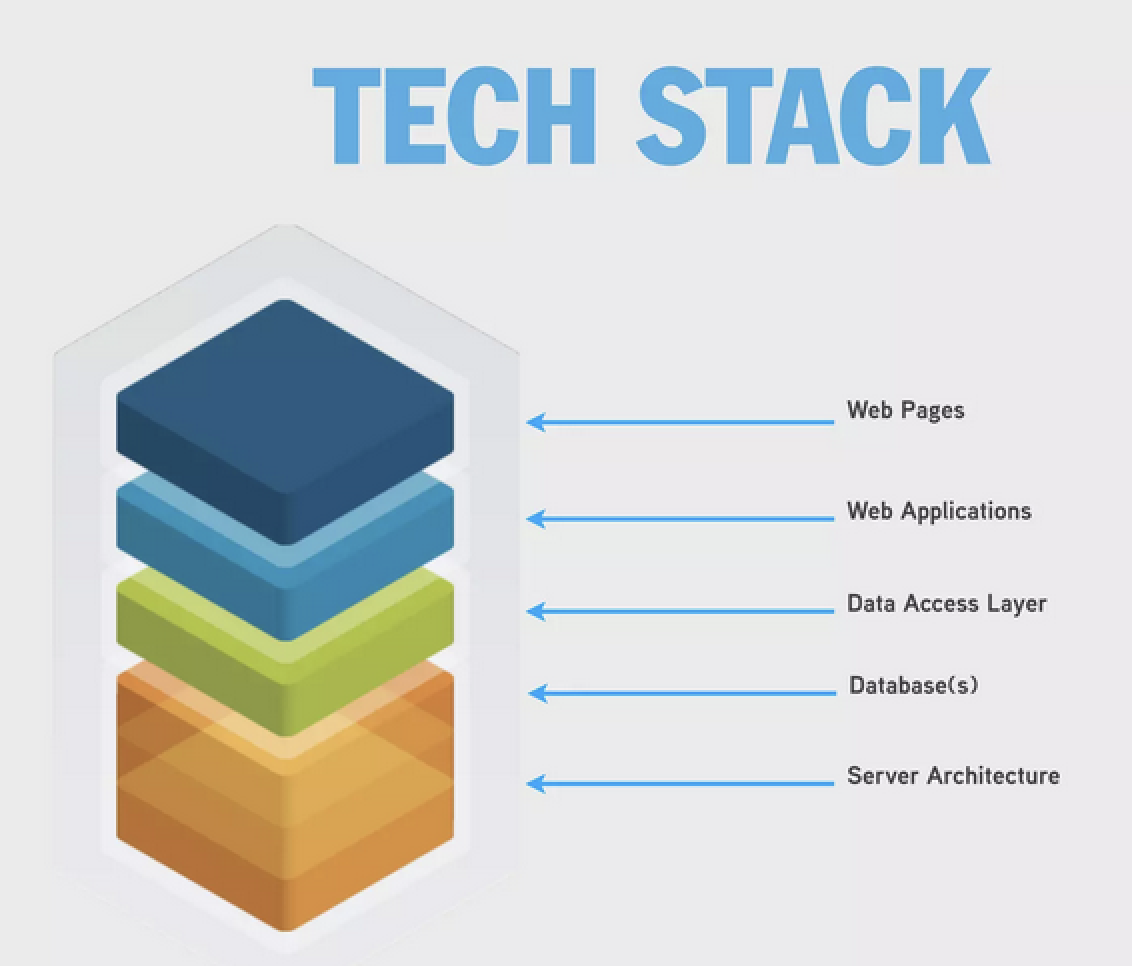 TECH STACK
Web Pages
Web Applications
Data Access Layer
Database(s)
Server Architecture